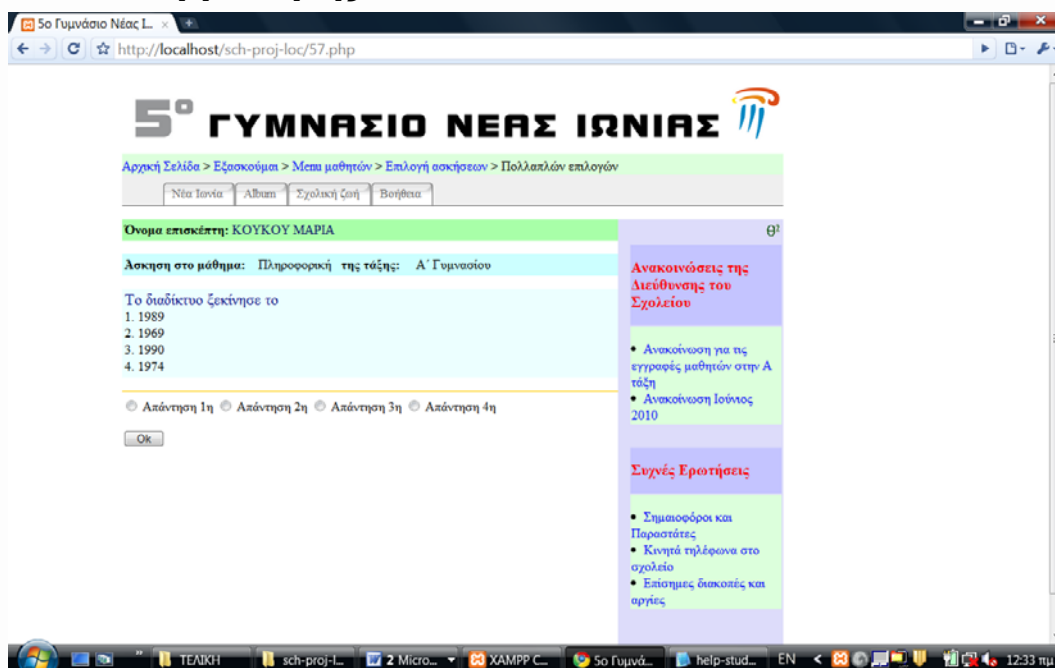 5ο Γυμνάσιο Νέας Ι...
http://localhost/sch-proj-loc/57.php
5ο ΓΥΜΝΑΣΙΟ ΝΕΑΣ ΙΩΝΙΑΣ
Αρχική Σελίδα > Εξασκούμαι > Menu μαθητών > Επιλογή ασκήσεων > Πολλαπλών επιλογών
Νέα Ιωνία Album Σχολική ζωή Βοήθεια
Όνομα επισκέπτη: ΚΟΥΚΟΥ ΜΑΡΙΑ
Άσκηση στο μάθημα: Πληροφορική της τάξης: Α΄ Γυμνασίου
Το διαδίκτυο ξεκίνησε το
1. 1989
2. 1969
3. 1990
4. 1974
Απάντηση 1η Απάντηση 2η Απάντηση 3η Απάντηση 4η
Ok
θ²
Ανακοινώσεις της
Διεύθυνσης του
Σχολείου
• Ανακοίνωση για τις
εγγραφές μαθητών στην Α
τάξη
• Ανακοίνωση Ιούνιος
2010
Συχνές Ερωτήσεις
• Σημαιοφόροι και
Παραστάτες
• Κινητά τηλέφωνα στο
σχολείο
• Επίσημες διακοπές και
αργίες
ΤΕΛΙΚΗ sch-proj-l... 2 Micro... XAMPP C... 5ο Γυμνά... help-stud... EN 12:33 πμ